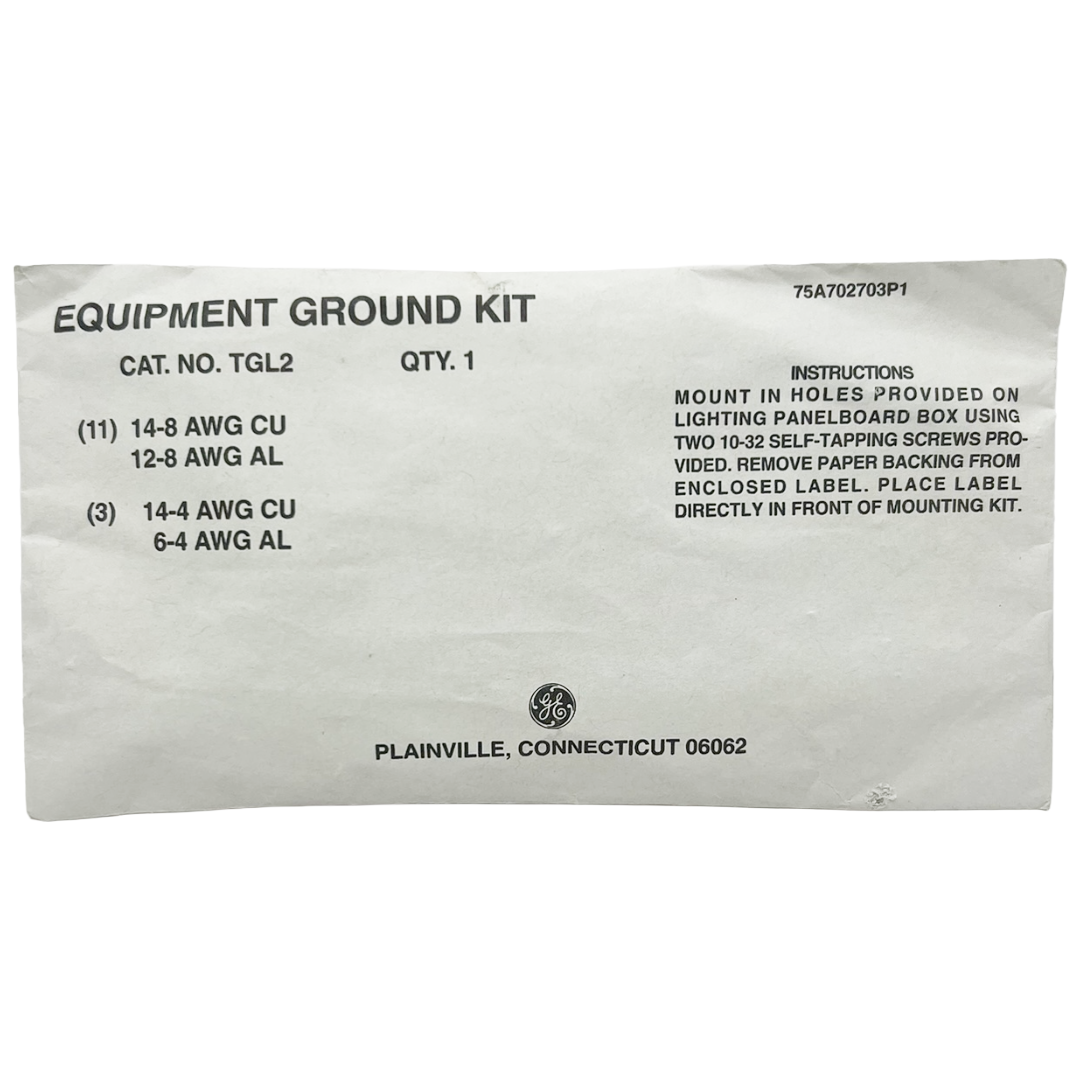 EQUIPMENT GROUND KIT
CAT. NO. TGL2 QTY. 1
(11) 14-8 AWG CU
12-8 AWG AL
(3) 14-4 AWG CU
6-4 AWG AL
75A702703P1
INSTRUCTIONS
MOUNT IN HOLES PROVIDED ON
LIGHTING PANELBOARD BOX USING
TWO 10-32 SELF-TAPPING SCREWS PRO-
VIDED. REMOVE PAPER BACKING FROM
ENCLOSED LABEL. PLACE LABEL
DIRECTLY IN FRONT OF MOUNTING KIT.
GE
PLAINVILLE, CONNECTICUT 06062